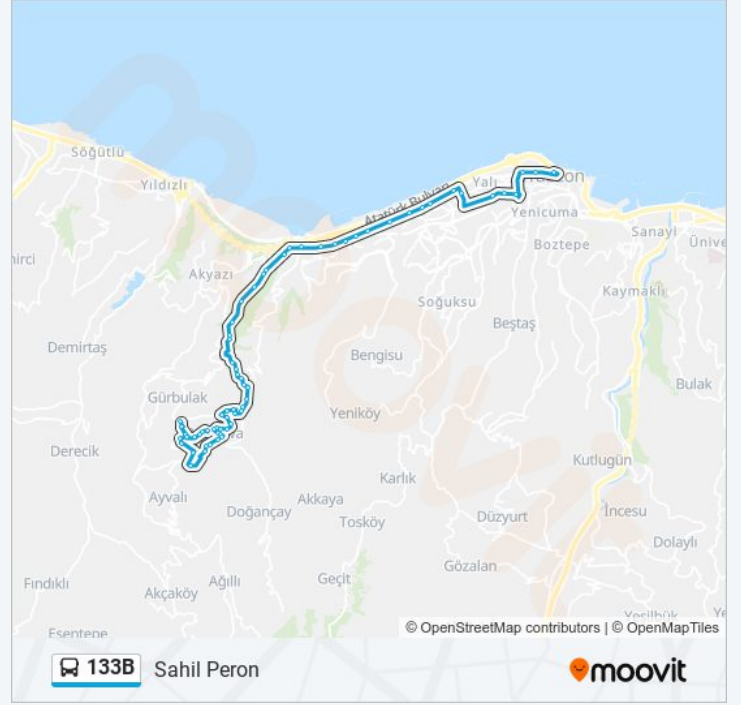 Söğütlü
Yıldızlı
Atatürk Bulvarı
Yalı
Yenicuma
Sanayi
Boztepe
Akyazı
Kaymaklı
Soğuksu
Beştaş
Demirtaş
Bengisu
Bulak
Gürbulak
Yeniköy
Derecik
Kutlugün
Karlık
Ayvalı
Akkaya
Doğançay
İncesu
Düzyurt
Tosköy
Dolaylı
Gözalan
Fındıklı
Ağıllı
Geçit
Akçaköy
© OpenStreetMap contributors | © OpenMapTiles
Esentepe
133B Sahil Peron
moovit